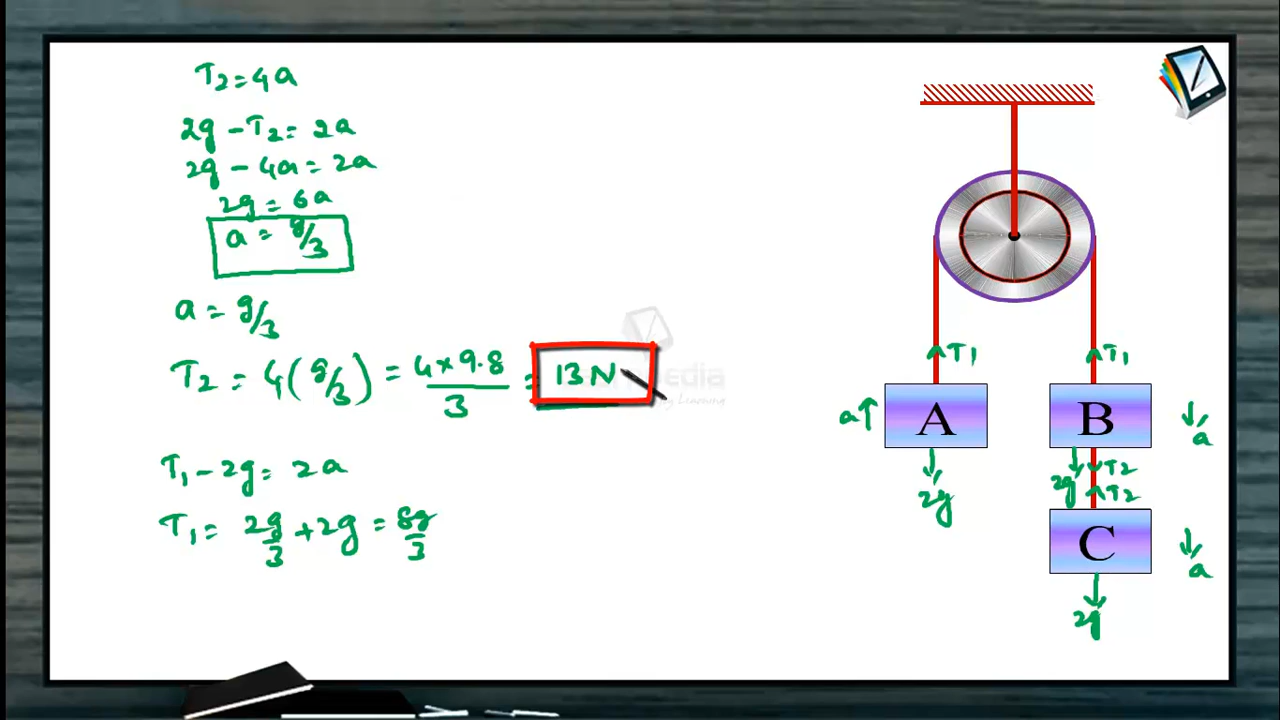 T₂ = 4a
2g - T₂ = 2a
2g - 4a = 2a
2g = 6a
a = g/3
a = g/3
T₂ = 4(g/3) = 4×9.8/3 = 13N
T₁ - 2g = 2a
T₁ = 2g/3 + 2g = 8g/3
T₁ T₁
a A B a
2g 2g T₂
T₂
C a
2g